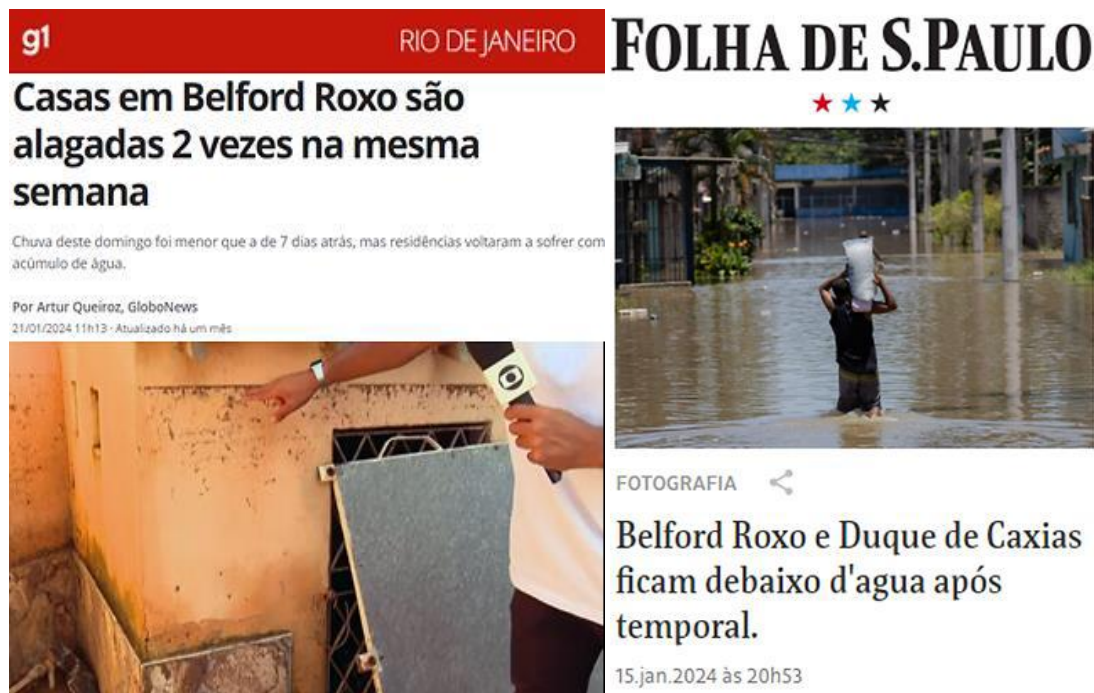 g1
RIO DE JANEIRO
Casas em Belford Roxo são
alagadas 2 vezes na mesma
semana
Chuva deste domingo foi menor que a de 7 dias atrás, mas residências voltaram a sofrer com
acúmulo de água.
Por Artur Queiroz, GloboNews
21/01/2024 11h13 · Atualizado há um mês
FOLHA DE S.PAULO
FOTOGRAFIA
Belford Roxo e Duque de Caxias
ficam debaixo d'agua após
temporal.
15.jan.2024 às 20h53